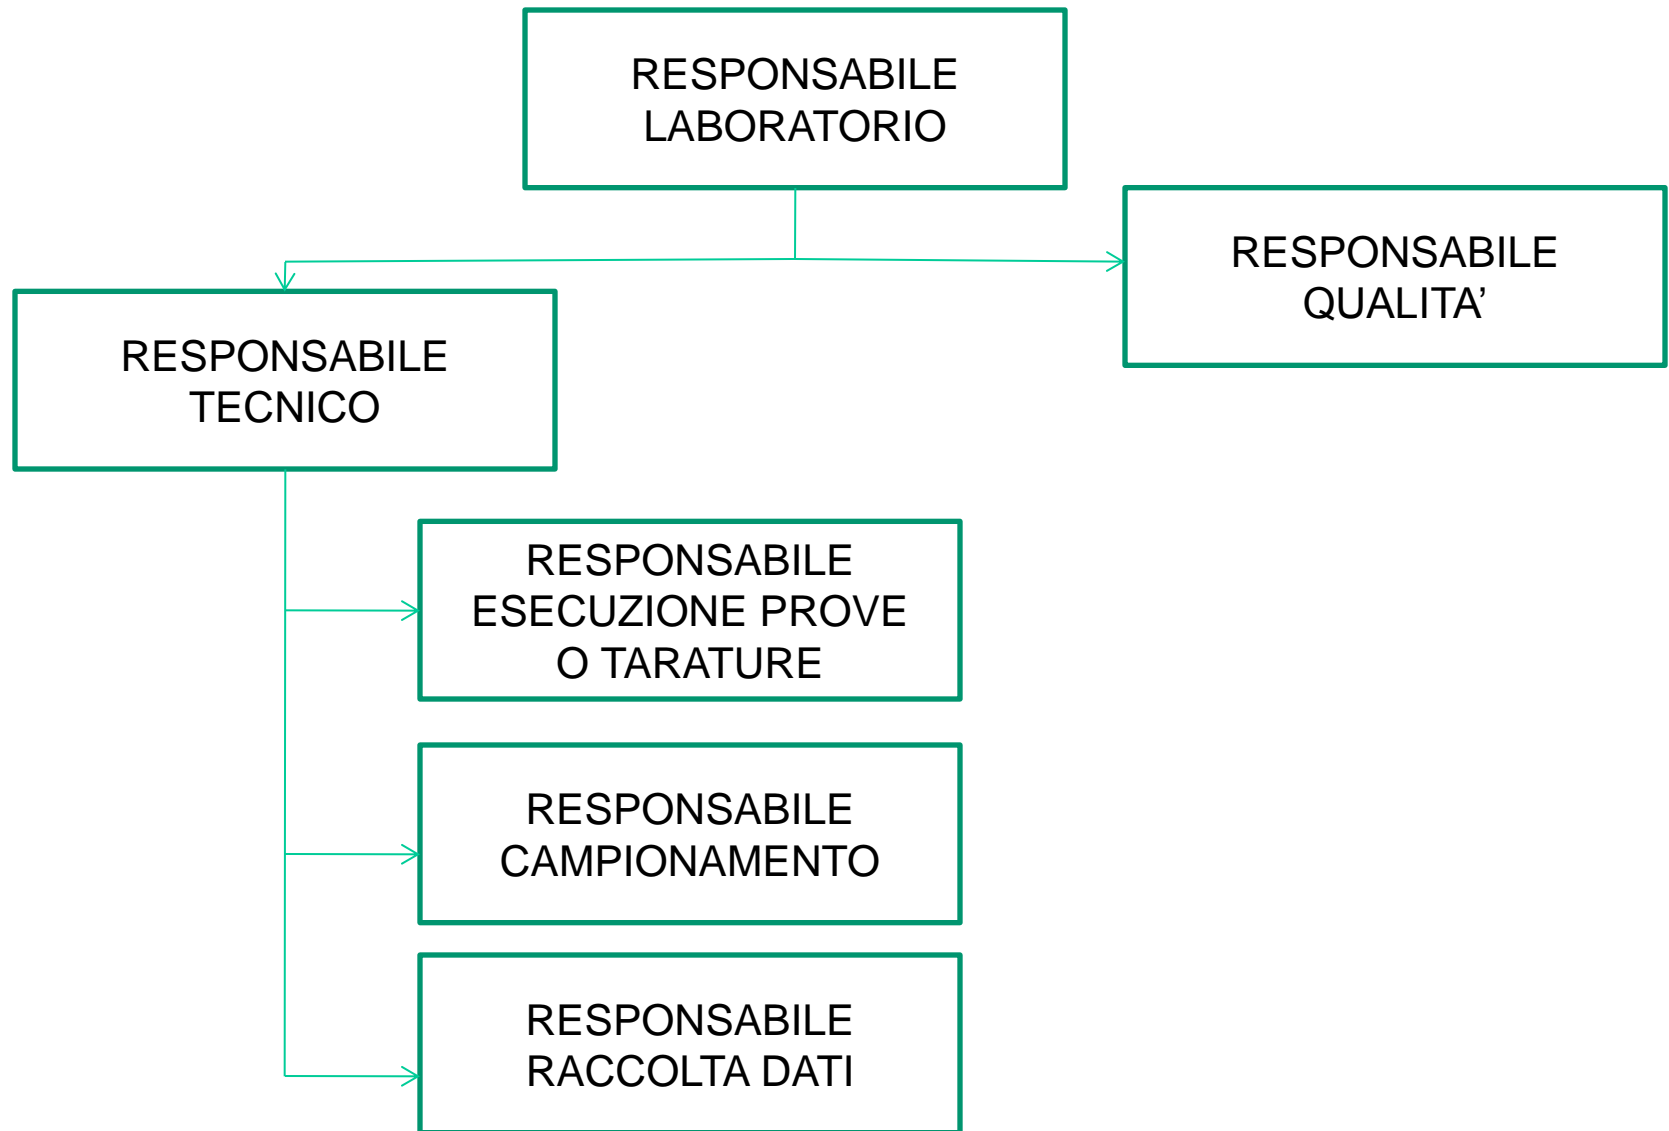 RESPONSABILE
LABORATORIO
RESPONSABILE
QUALITA’
RESPONSABILE
TECNICO
RESPONSABILE
ESECUZIONE PROVE
O TARATURE
RESPONSABILE
CAMPIONAMENTO
RESPONSABILE
RACCOLTA DATI